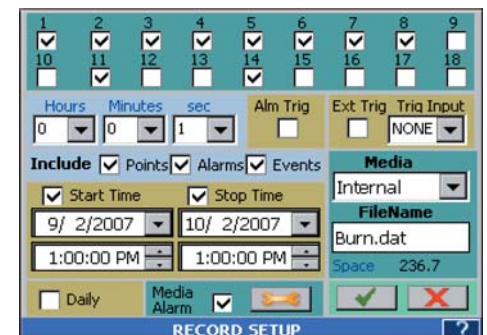 1 2 3 4 5 6 7 8 9
10 11 12 13 14 15 16 17 18
Hours Minutes sec Alm Trig Ext Trig Trig Input
0 0 1 NONE
Include Points Alarms Events Media
Internal
Start Time Stop Time FileName
9/ 2/2007 10/ 2/2007 Burn.dat
1:00:00 PM 1:00:00 PM Space 236.7
Daily Media Alarm
RECORD SETUP ?